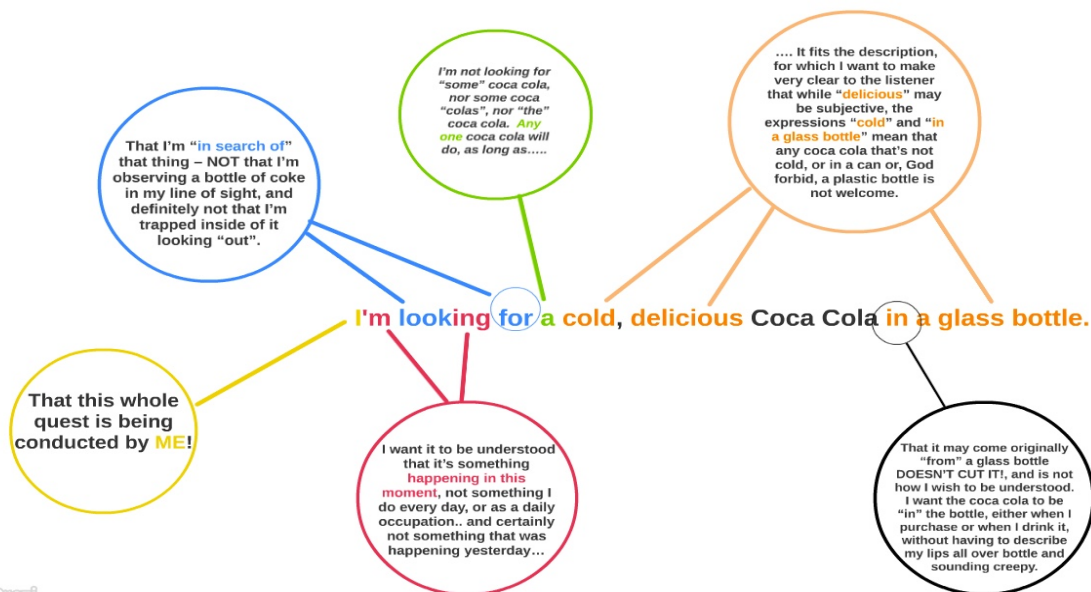 I'm not looking for
"some" coca cola,
nor some coca
"colas", nor "the"
coca cola.  Any
one coca cola will
do, as long as.....
.... It fits the description,
for which I want to make
very clear to the listener
that while "delicious" may
be subjective, the
expressions "cold" and "in
a glass bottle" mean that
any coca cola that's not
cold, or in a can or, God
forbid, a plastic bottle is
not welcome.
That I'm "in search of"
that thing – NOT that I'm
observing a bottle of coke
in my line of sight, and
definitely not that I'm
trapped inside of it
looking "out".
I'm looking for a cold, delicious Coca Cola in a glass bottle.
That this whole
quest is being
conducted by ME!
I want it to be understood
that it's something
happening in this
moment, not something I
do every day, or as a daily
occupation.. and certainly
not something that was
happening yesterday...
That it may come originally
"from" a glass bottle
DOESN'T CUT IT!, and is not
how I wish to be understood.
I want the coca cola to be
"in" the bottle, either when I
purchase or when I drink it,
without having to describe
my lips all over bottle and
sounding creepy.